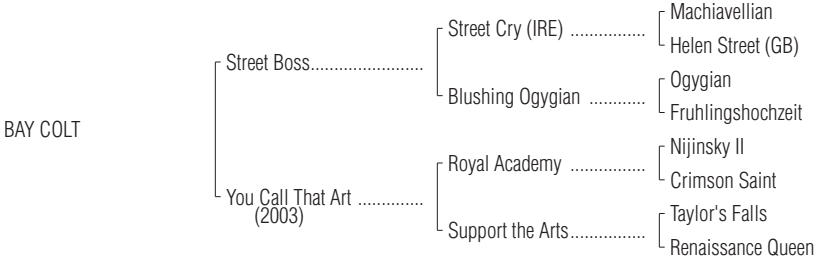 Machiavellian
Street Cry (IRE) ................
Helen Street (GB)
Street Boss........................
Ogygian
Blushing Ogygian ............
Fruhlingshochzeit
BAY COLT
Nijinsky II
Royal Academy ................
Crimson Saint
You Call That Art ..............
(2003)
Taylor's Falls
Support the Arts................
Renaissance Queen